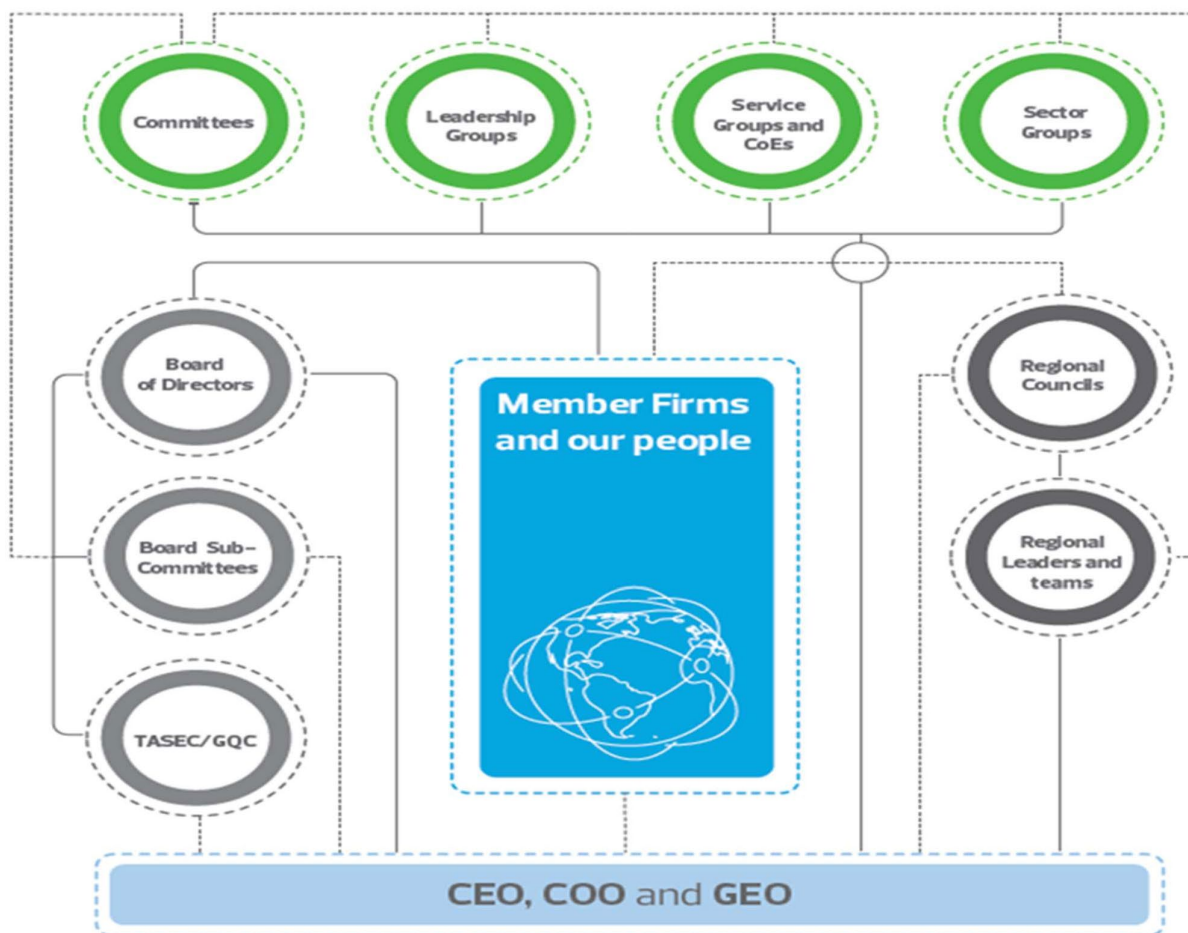 Committees
Leadership
Groups
Service
Groups and
CoEs
Sector
Groups
Board
of Directors
Member Firms
and our people
Regional
Councils
Board Sub-
Committees
Regional
Leaders and
teams
TASEC/GQC
CEO, COO and GEO